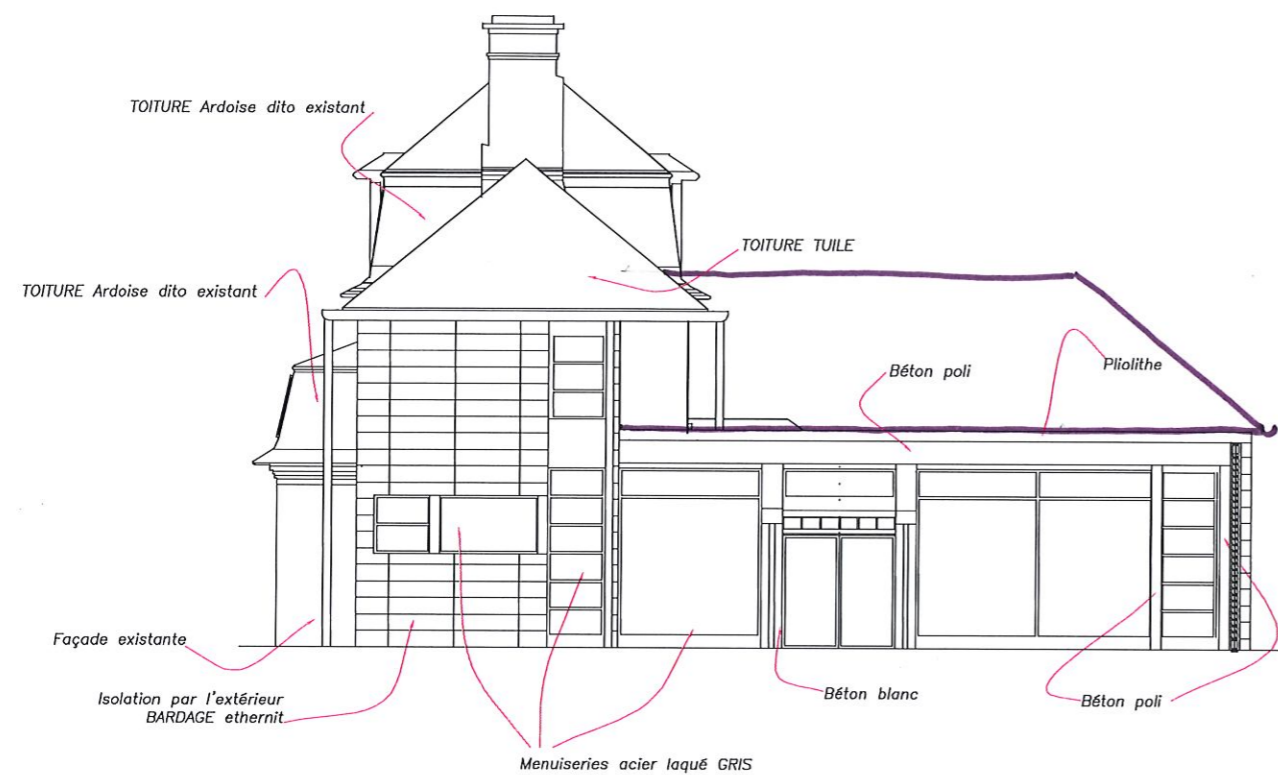 TOITURE Ardoise dito existant
TOITURE TUILE
TOITURE Ardoise dito existant
Béton poli
Pliolithe
Façade existante
Isolation par l'extérieur
BARDAGE ethernit
Béton blanc
Béton poli
Menuiseries acier laqué GRIS